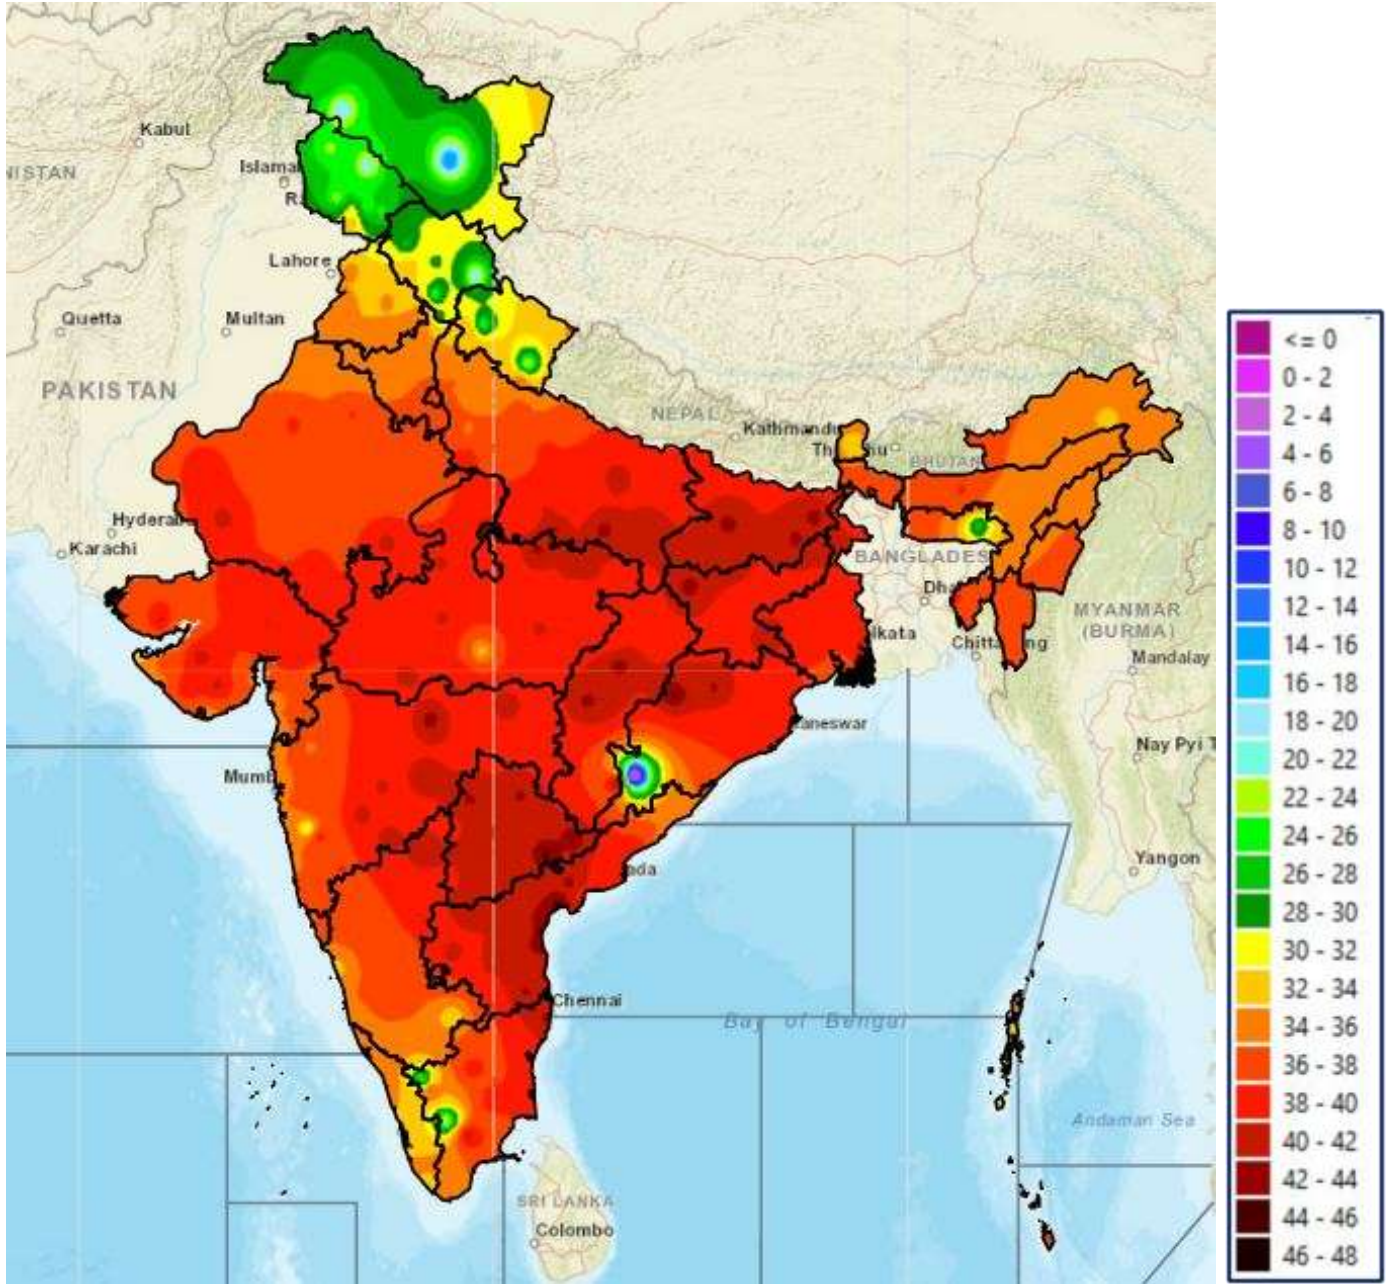 Kabul
NISTAN
Islama
R
Lahore
Quetta
Multan
PAKISTAN
NEPAL
Kathmandu
Th
hu
BHUTAN
Hyderab
Karachi
BANGLADES
Dha
MYANMAR
(BURMA)
lkata
Chitta
ng
Mandalay
aneswar
Nay Pyi T
Mumb
Yangon
ada
Chennai
Bay of Bengal
Andaman Sea
SRI LANKA
Colombo
<= 0
0 - 2
2 - 4
4 - 6
6 - 8
8 - 10
10 - 12
12 - 14
14 - 16
16 - 18
18 - 20
20 - 22
22 - 24
24 - 26
26 - 28
28 - 30
30 - 32
32 - 34
34 - 36
36 - 38
38 - 40
40 - 42
42 - 44
44 - 46
46 - 48